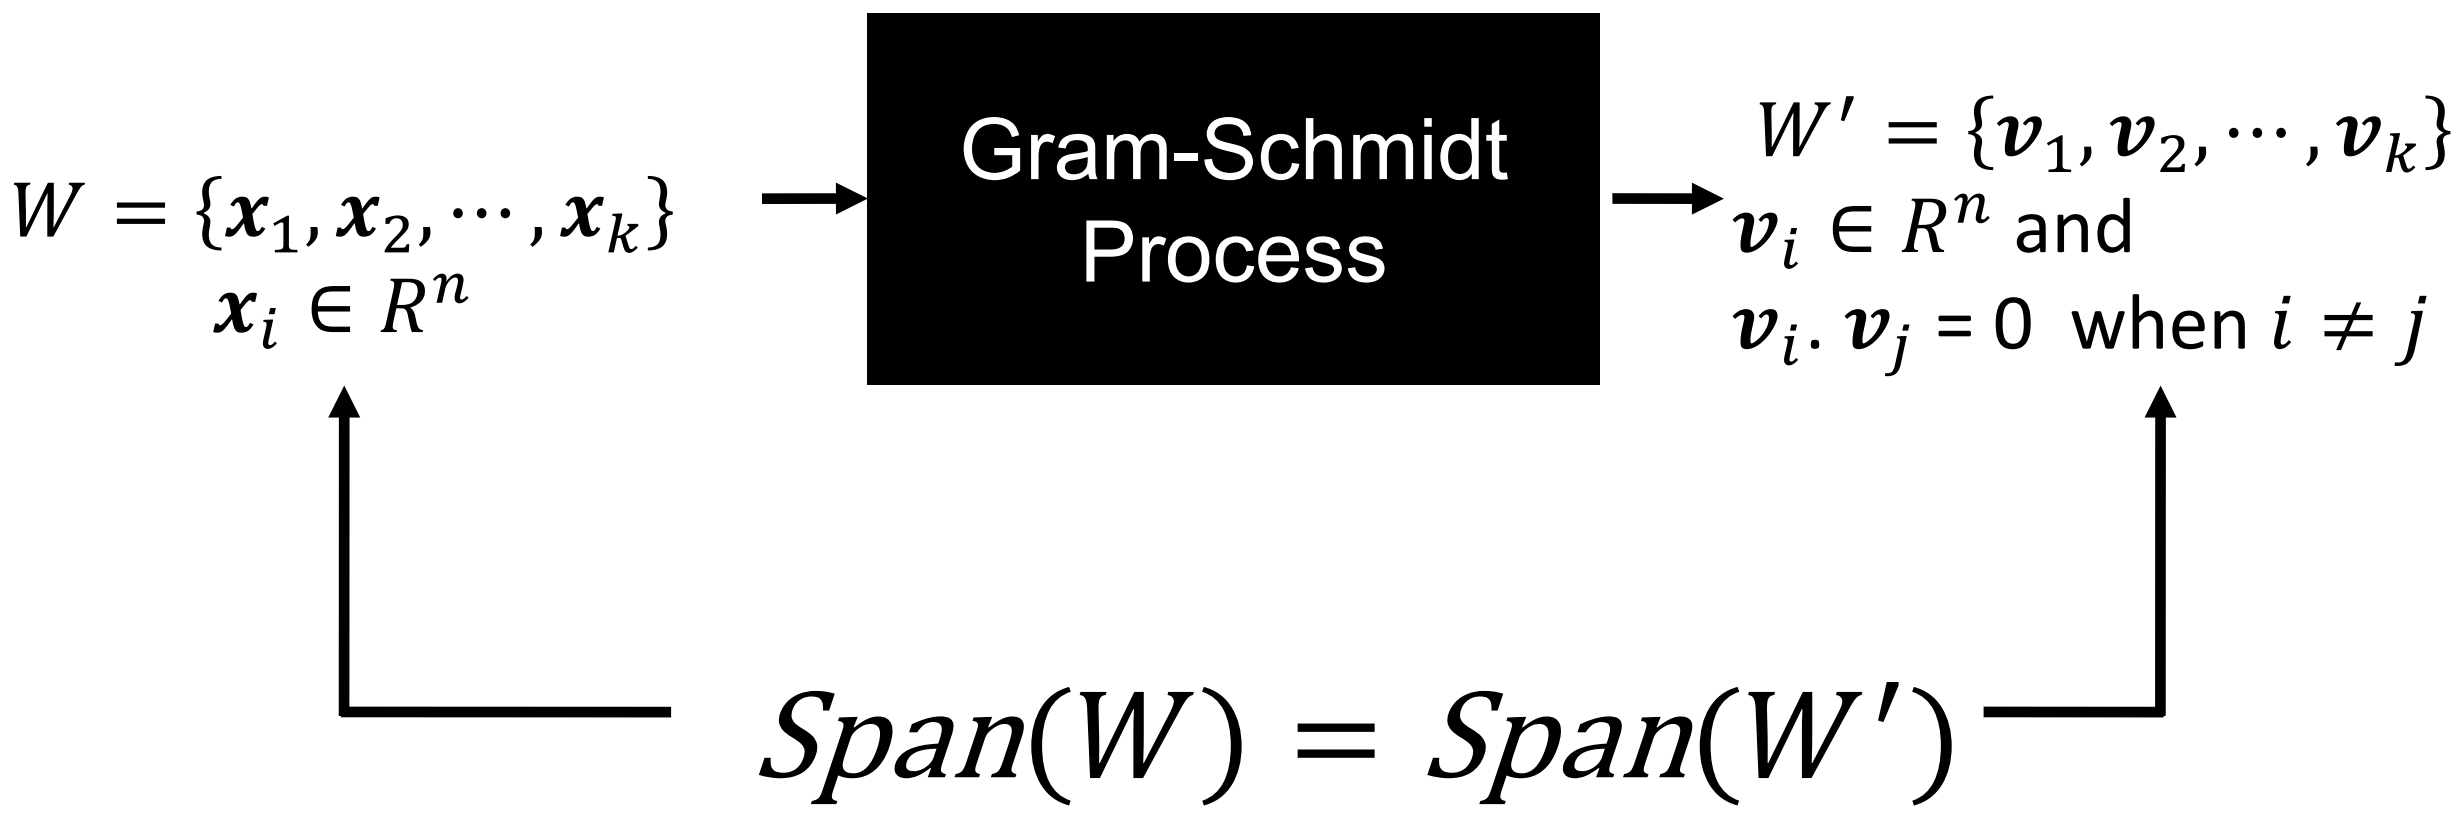 W = {x₁, x₂, ⋯, xₖ}
xᵢ ∈ Rⁿ
Gram-Schmidt
Process
W′ = {v₁, v₂, ⋯, vₖ}
vᵢ ∈ Rⁿ and
vᵢ. vⱼ = 0 when i ≠ j
Span(W) = Span(W′)